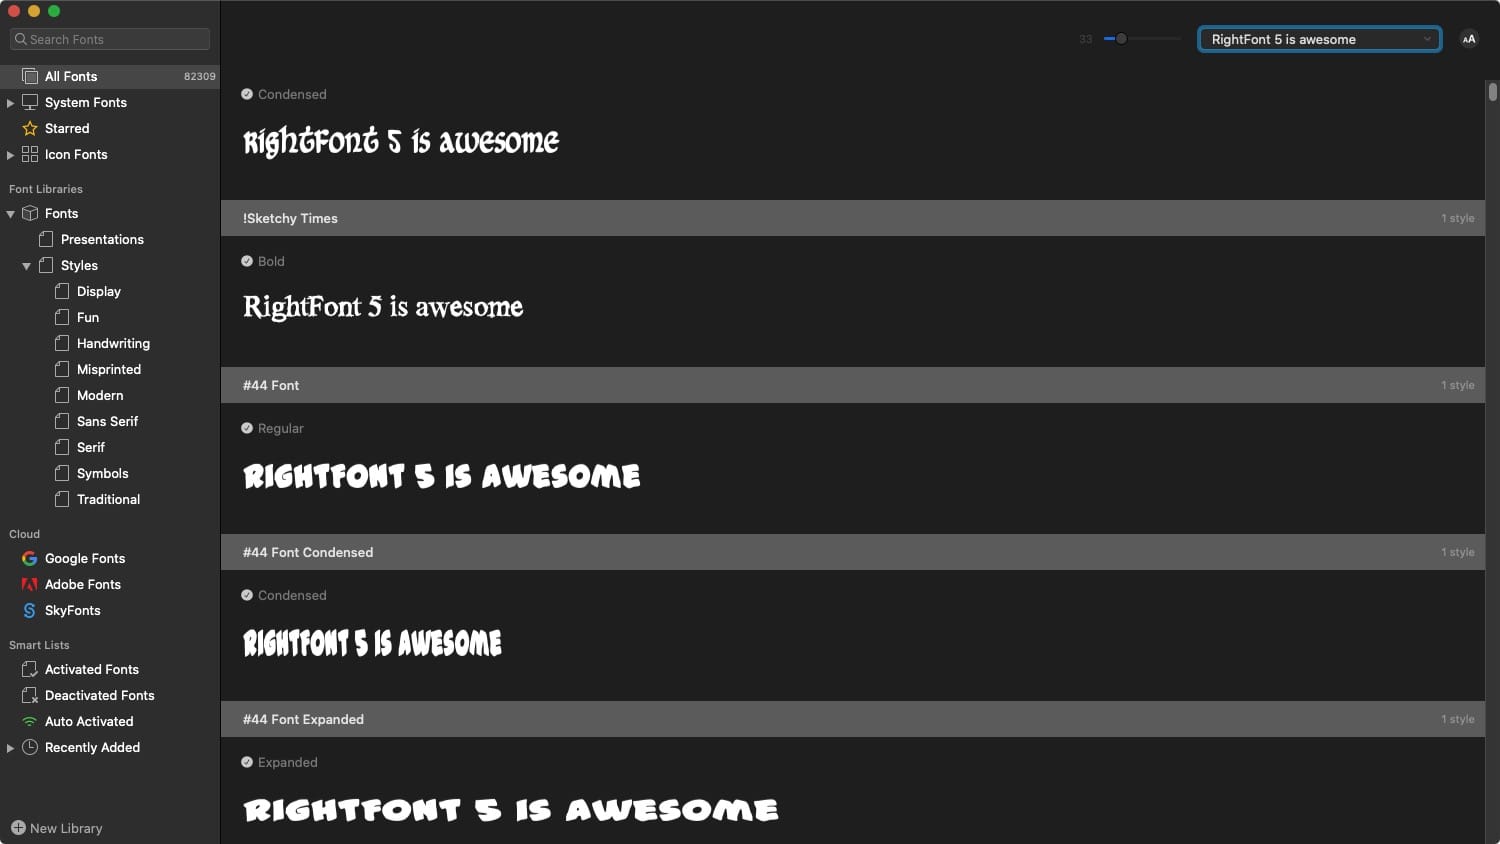 Search Fonts
All Fonts 82309
System Fonts
Starred
Icon Fonts
Font Libraries
Fonts
Presentations
Styles
Display
Fun
Handwriting
Misprinted
Modern
Sans Serif
Serif
Symbols
Traditional
Cloud
Google Fonts
Adobe Fonts
SkyFonts
Smart Lists
Activated Fonts
Deactivated Fonts
Auto Activated
Recently Added
New Library
33 RightFont 5 is awesome AA
Condensed
RightFont 5 is awesome
!Sketchy Times 1 style
Bold
RightFont 5 is awesome
#44 Font 1 style
Regular
RIGHTFONT 5 IS AWESOME
#44 Font Condensed 1 style
Condensed
RIGHTFONT 5 IS AWESOME
#44 Font Expanded 1 style
Expanded
RIGHTFONT 5 IS AWESOME